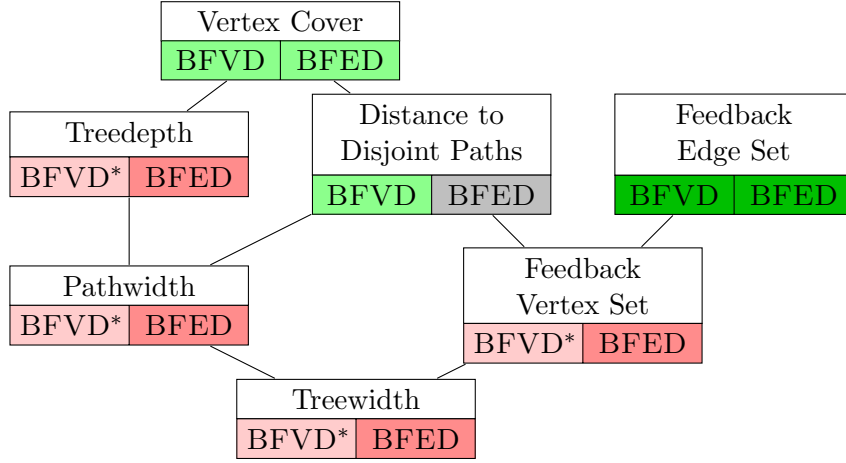 Vertex Cover
BFVD BFED
Treedepth
BFVD* BFED
Distance to
Disjoint Paths
BFVD BFED
Feedback
Edge Set
BFVD BFED
Pathwidth
BFVD* BFED
Feedback
Vertex Set
BFVD* BFED
Treewidth
BFVD* BFED